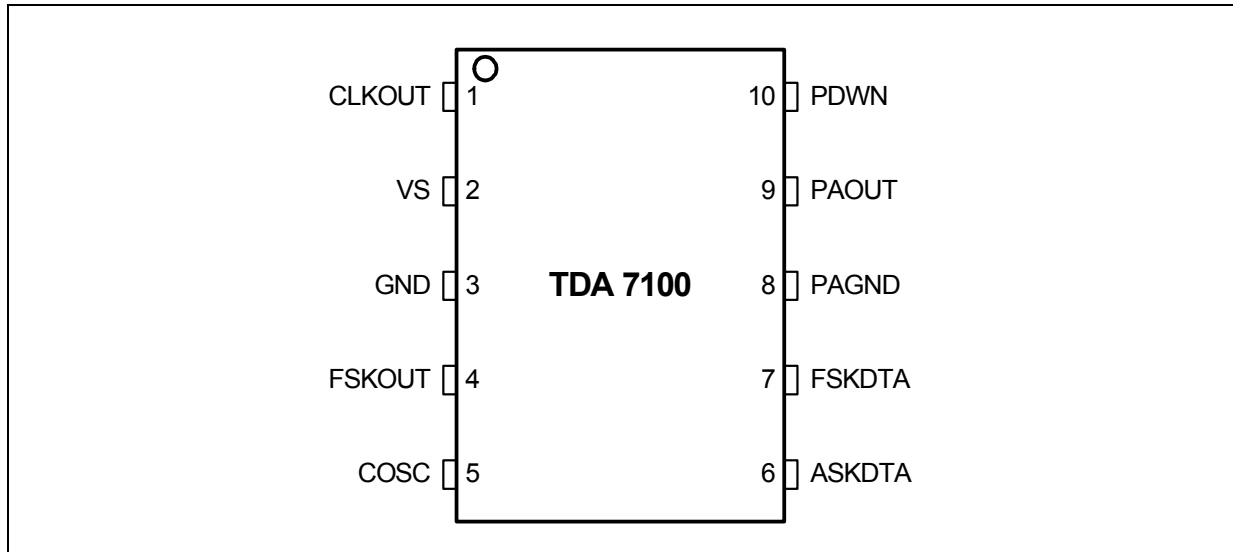 CLKOUT 1 10 PDWN
VS 2 9 PAOUT
GND 3 TDA 7100 8 PAGND
FSKOUT 4 7 FSKDTA
COSC 5 6 ASKDTA